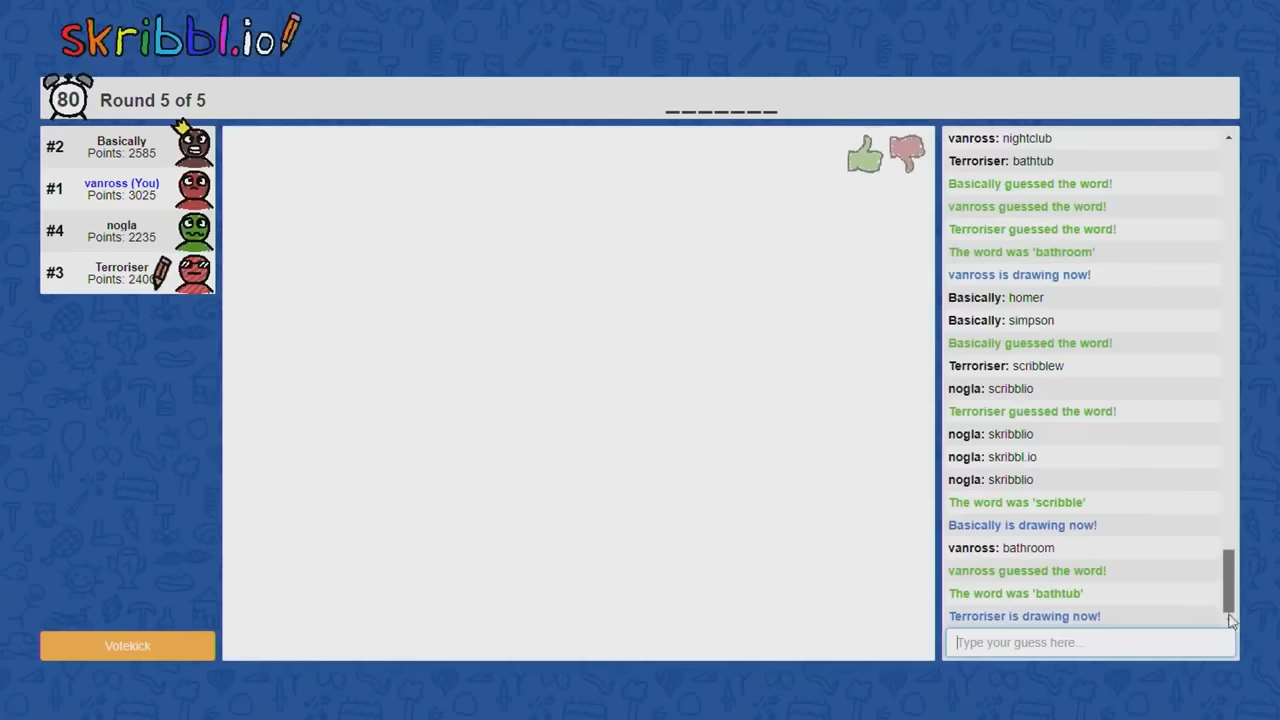 skribbl.io
80
Round 5 of 5
_______
#2
Basically
Points: 2585
#1
vanross (You)
Points: 3025
#4
nogla
Points: 2235
#3
Terroriser
Points: 2400
Votekick
vanross: nightclub
Terroriser: bathtub
Basically guessed the word!
vanross guessed the word!
Terroriser guessed the word!
The word was 'bathroom'
vanross is drawing now!
Basically: homer
Basically: simpson
Basically guessed the word!
Terroriser: scribblew
nogla: scribblio
Terroriser guessed the word!
nogla: skribblio
nogla: skribbl.io
nogla: skribblio
The word was 'scribble'
Basically is drawing now!
vanross: bathroom
vanross guessed the word!
The word was 'bathtub'
Terroriser is drawing now!
Type your guess here...